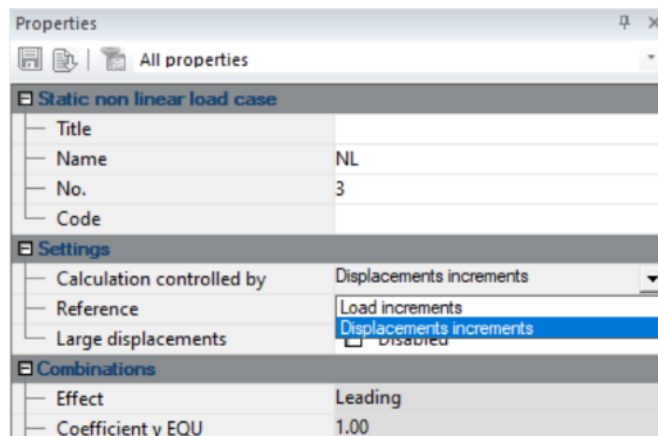 Properties
All properties
Static non linear load case
Title
Name NL
No. 3
Code
Settings
Calculation controlled by Displacements increments
Reference Load increments
Displacements increments
Large displacements Disabled
Combinations
Effect Leading
Coefficient γ EQU 1.00